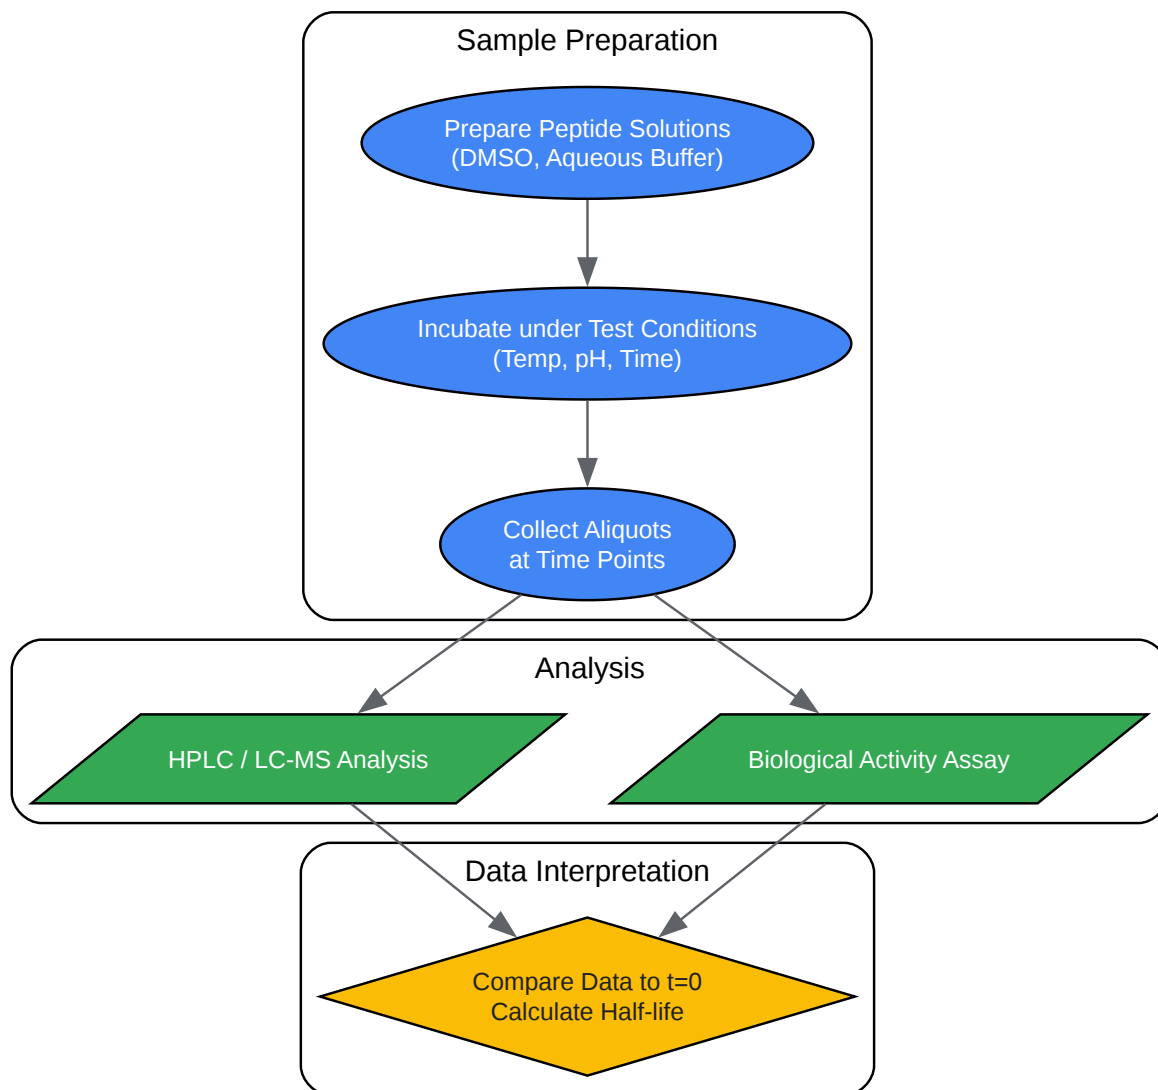 Sample Preparation
Prepare Peptide Solutions
(DMSO, Aqueous Buffer)
Incubate under Test Conditions
(Temp, pH, Time)
Collect Aliquots
at Time Points
Analysis
HPLC / LC-MS Analysis
Biological Activity Assay
Data Interpretation
Compare Data to t=0
Calculate Half-life